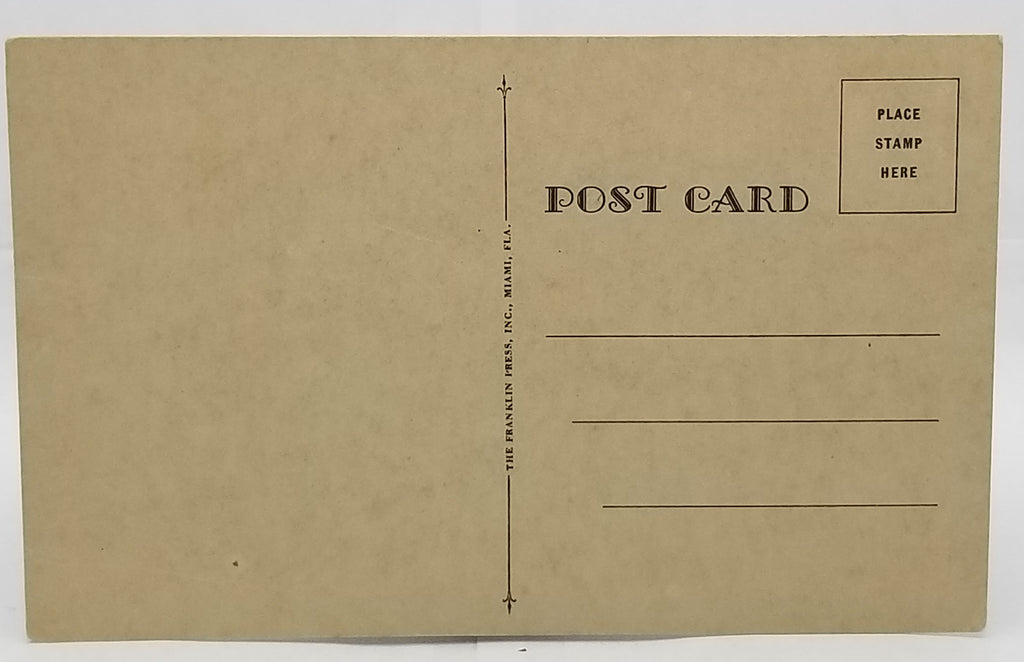 PLACE
STAMP
HERE
POST CARD
THE FRANKLIN PRESS, INC., MIAMI, FLA.